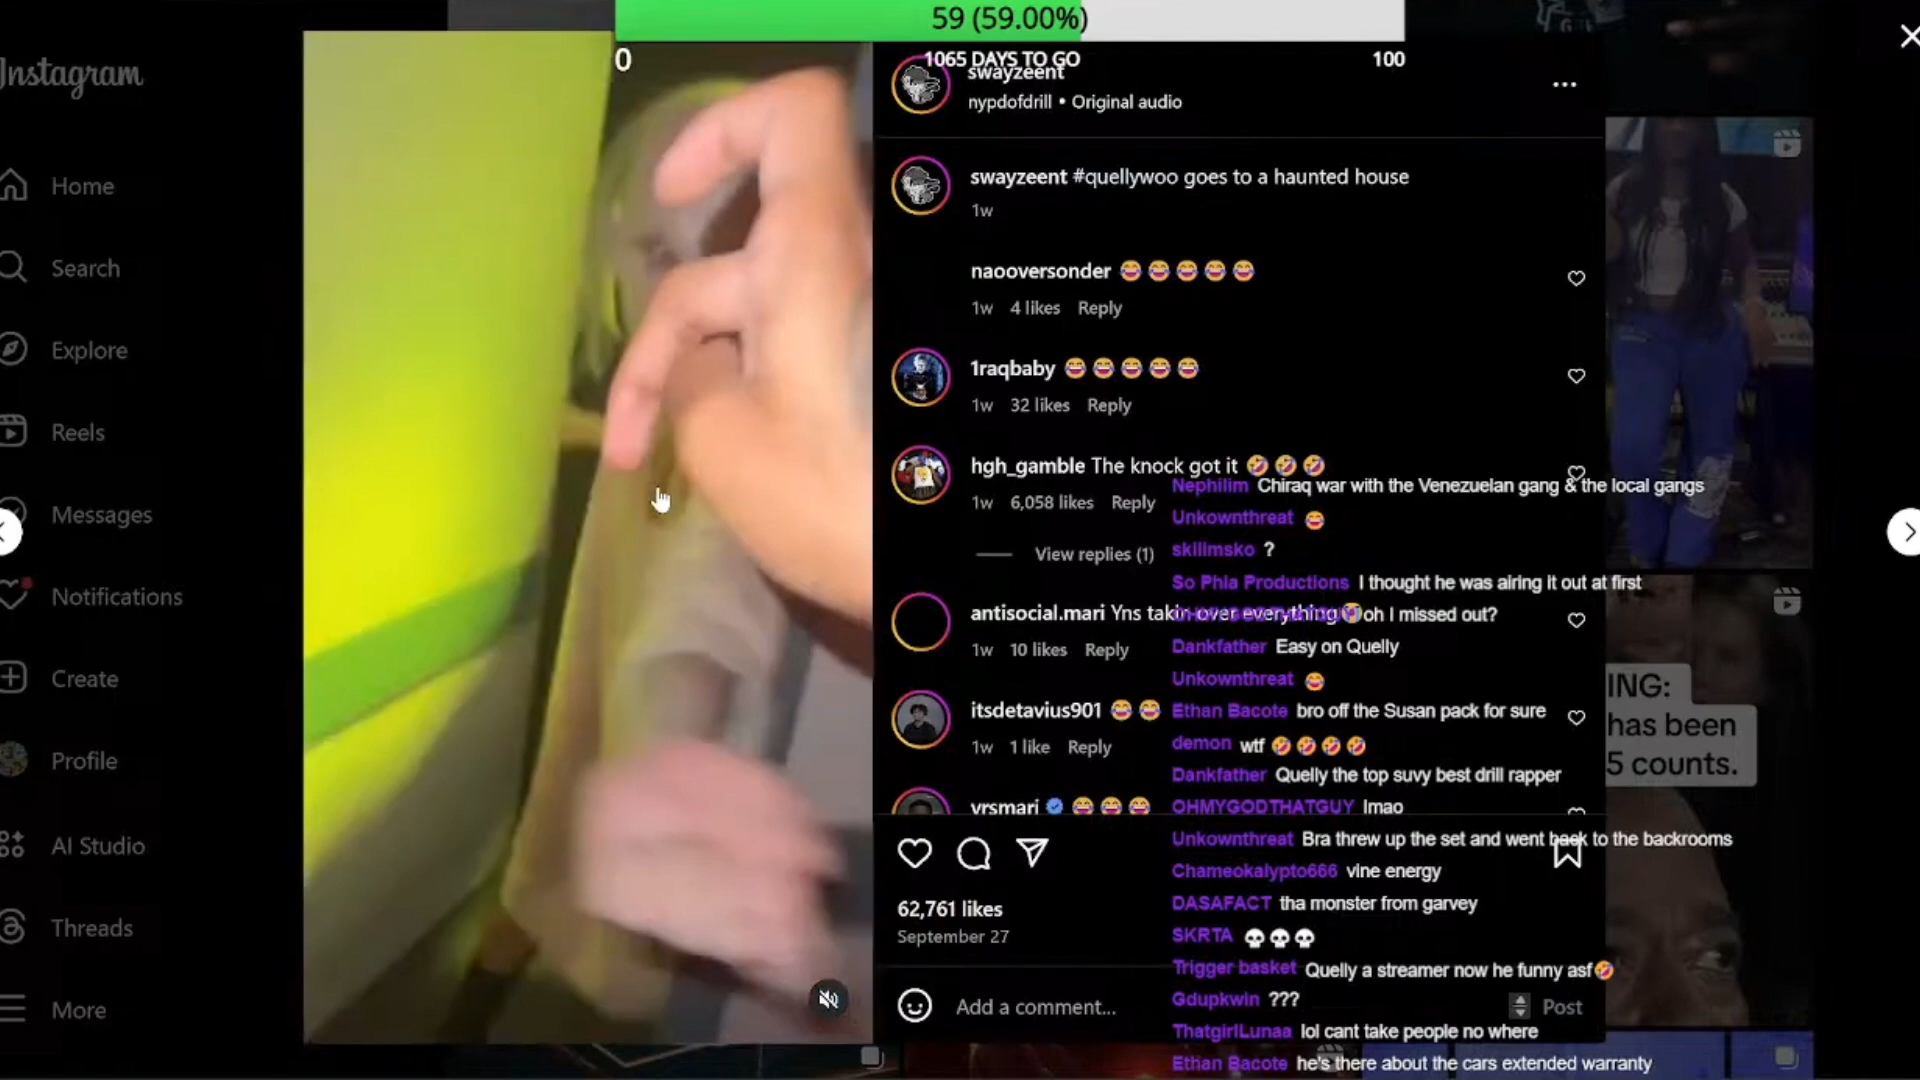 59 (59.00%)
0
1065 DAYS TO GO
100
Instagram
Home
Search
Explore
Reels
Messages
Notifications
Create
Profile
AI Studio
Threads
More
swayzeent
nypdofdrill • Original audio
swayzeent #quellywoo goes to a haunted house
1w
naooversonder 😂😂😂😂😂
1w 4 likes Reply
1raqbaby 😂😂😂😂😂
1w 32 likes Reply
hgh_gamble The knock got it 🤣🤣🤣
1w 6,058 likes Reply
View replies (1)
antisocial.mari Yns takin over everything
1w 10 likes Reply
itsdetavius901 😂😂
1w 1 like Reply
vrsmari 😂😂😂
62,761 likes
September 27
Add a comment...
Post
Nephilim Chiraq war with the Venezuelan gang & the local gangs
Unkownthreat 😂
skillmsko ?
So Phla Productions I thought he was airing it out at first
oh I missed out?
Dankfather Easy on Quelly
Unkownthreat 😂
Ethan Bacote bro off the Susan pack for sure
demon wtf 🤣🤣🤣🤣
Dankfather Quelly the top suvy best drill rapper
OHMYGODTHATGUY lmao
Unkownthreat Bra threw up the set and went back to the backrooms
Chameokalypto666 vine energy
DASAFACT tha monster from garvey
SKRTA 💀💀💀
Trigger basket Quelly a streamer now he funny asf🤣
Gdupkwin ???
ThatgirlLunaa lol cant take people no where
Ethan Bacote he's there about the cars extended warranty
ING:
has been
5 counts.